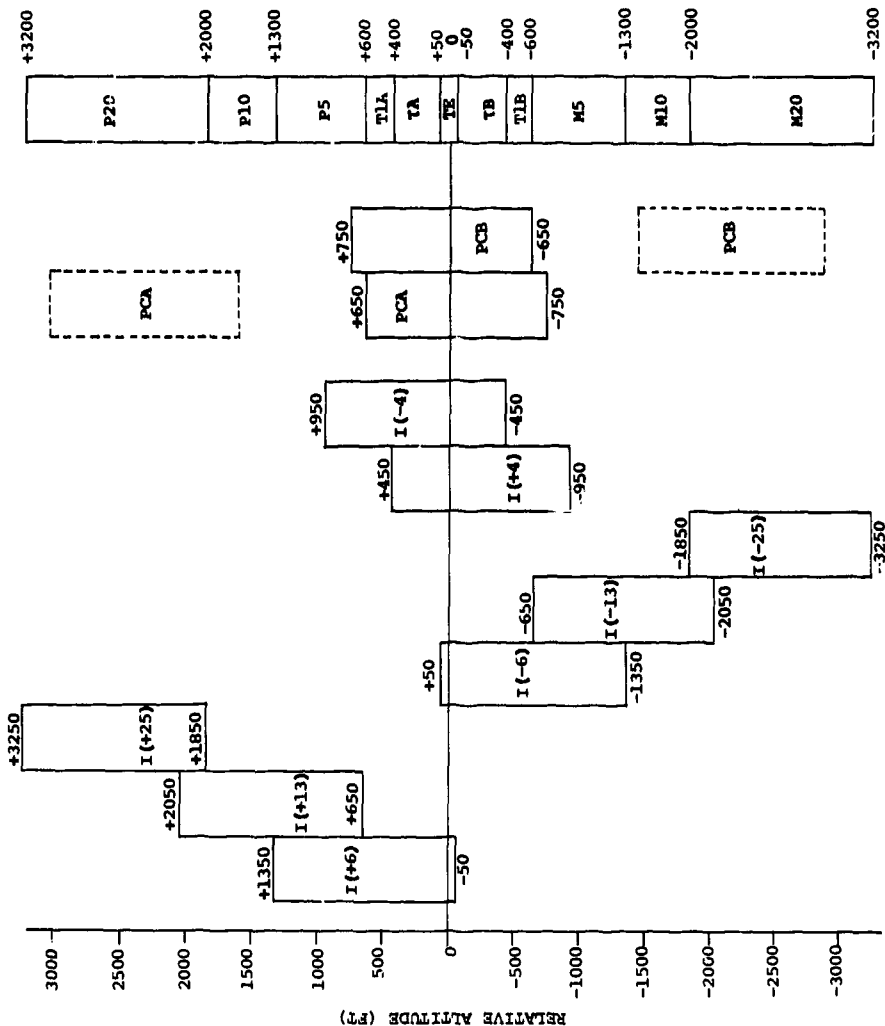 +3250
I(+25)
+1850
+2050
I(+13)
+650
+1350
I(+6)
-50
+50
I(-6)
-1350
-650
I(-13)
-2050
-1850
I(-25)
-3250
+450
I(+4)
-950
+950
I(-4)
-450
PCA
+650
PCA
-750
+750
PCB
-650
PCB
P20
P10
P5
T1A
TA
TE
TB
T1B
M5
M10
M20
+3200
+2000
+1300
+600
+400
+50
0
-50
-400
-600
-1300
-2000
-3200
3000
2000
1000
500
0
-500
-1000
-1500
-2000
-2500
-3000
RELATIVE ALTITUDE (FT)